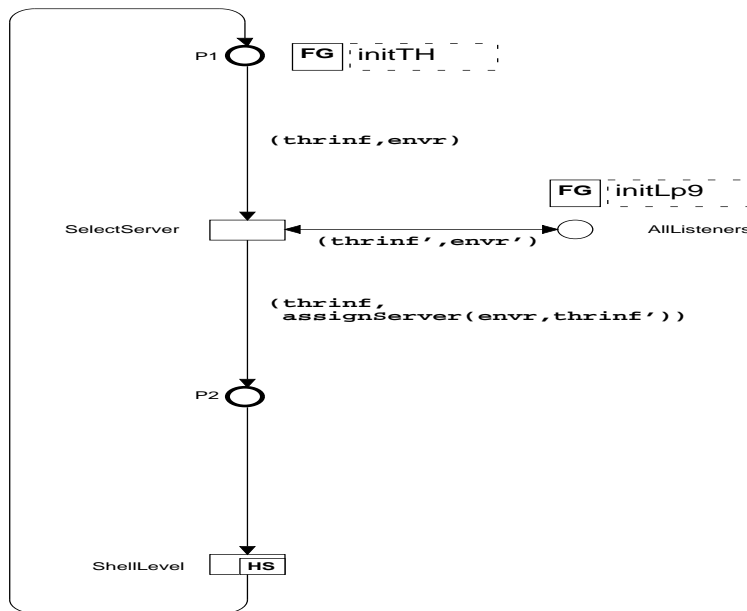 P1
FG initTH
(thrinf,envr)
FG initLp9
SelectServer
(thrinf',envr')
AllListeners
(thrinf,
assignServer(envr,thrinf'))
P2
ShellLevel
HS